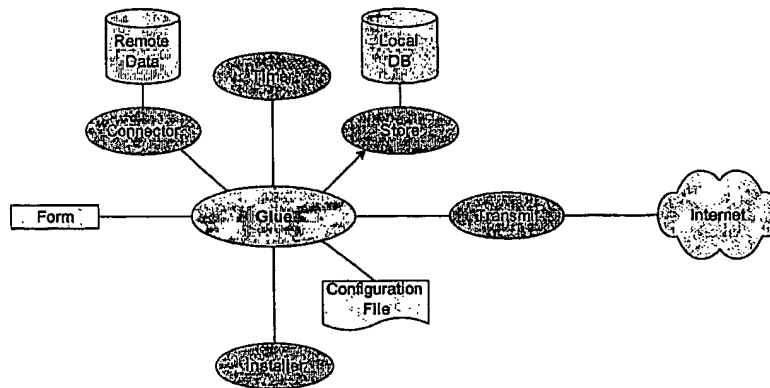 Remote
Data
Timer
Local
DB
Connector
Store
Form
Glue
Transmit
Internet
Configuration
File
Installer